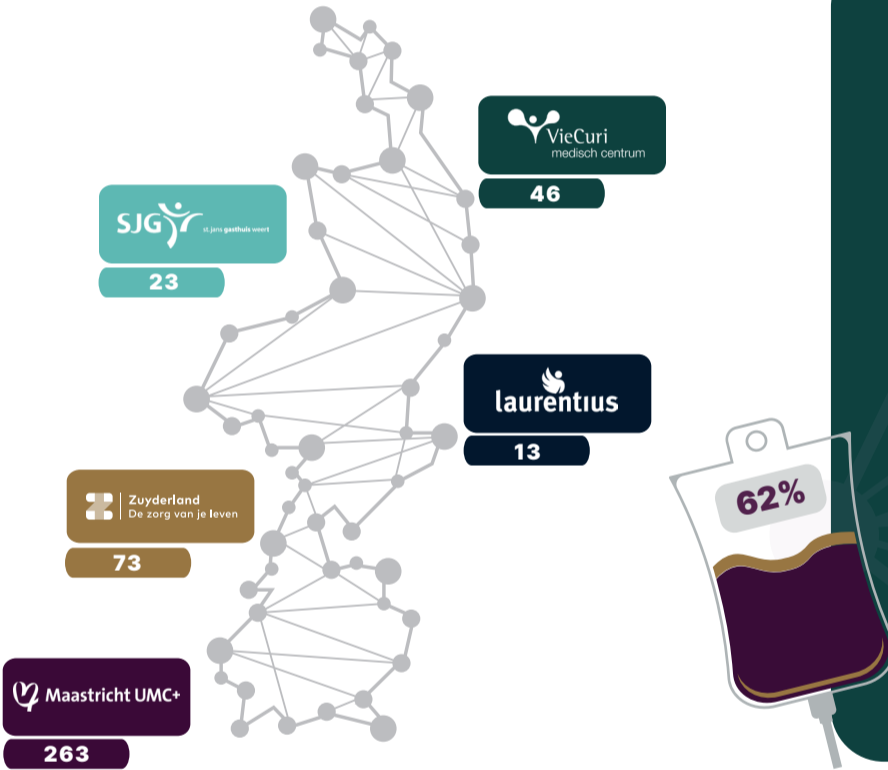 VieCuri
medisch centrum
46
SJG st.jans gasthuis weert
23
laurentius
13
62%
Zuyderland
De zorg van je leven
73
Maastricht UMC+
263